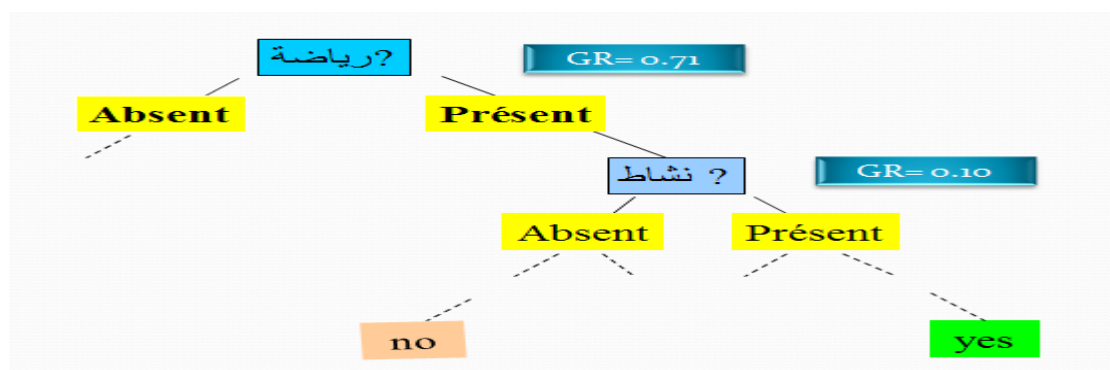 رياضة?
GR= 0.71
Absent
Présent
نشاط ?
GR= 0.10
Absent
Présent
no
yes